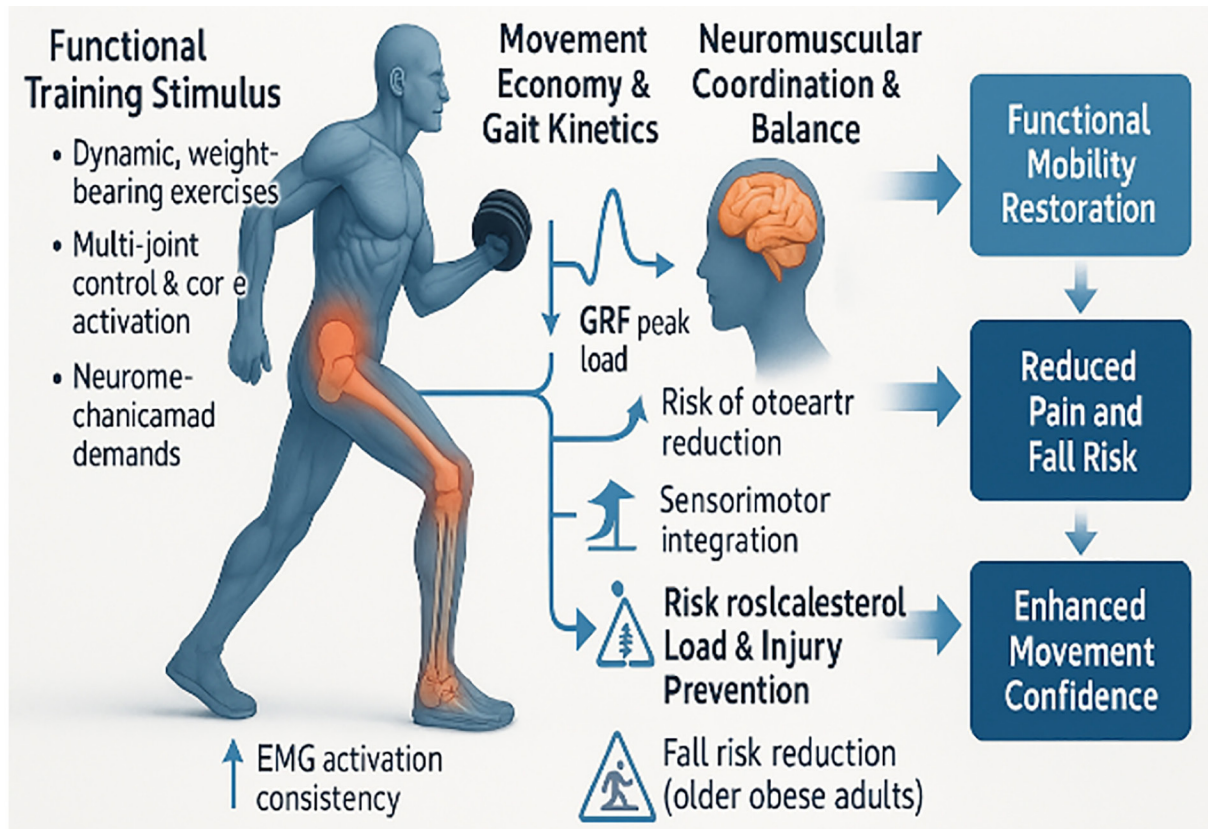 Functional
Training Stimulus
• Dynamic, weight-
bearing exercises
• Multi-joint
control & cor e
activation
• Neurome-
chanicamad
demands
EMG activation
consistency
Movement
Economy &
Gait Kinetics
GRF peak
load
Neuromuscular
Coordination &
Balance
Risk of otoeartr
reduction
Sensorimotor
integration
Risk roslcalesterol
Load & Injury
Prevention
Fall risk reduction
(older obese adults)
Functional
Mobility
Restoration
Reduced
Pain and
Fall Risk
Enhanced
Movement
Confidence